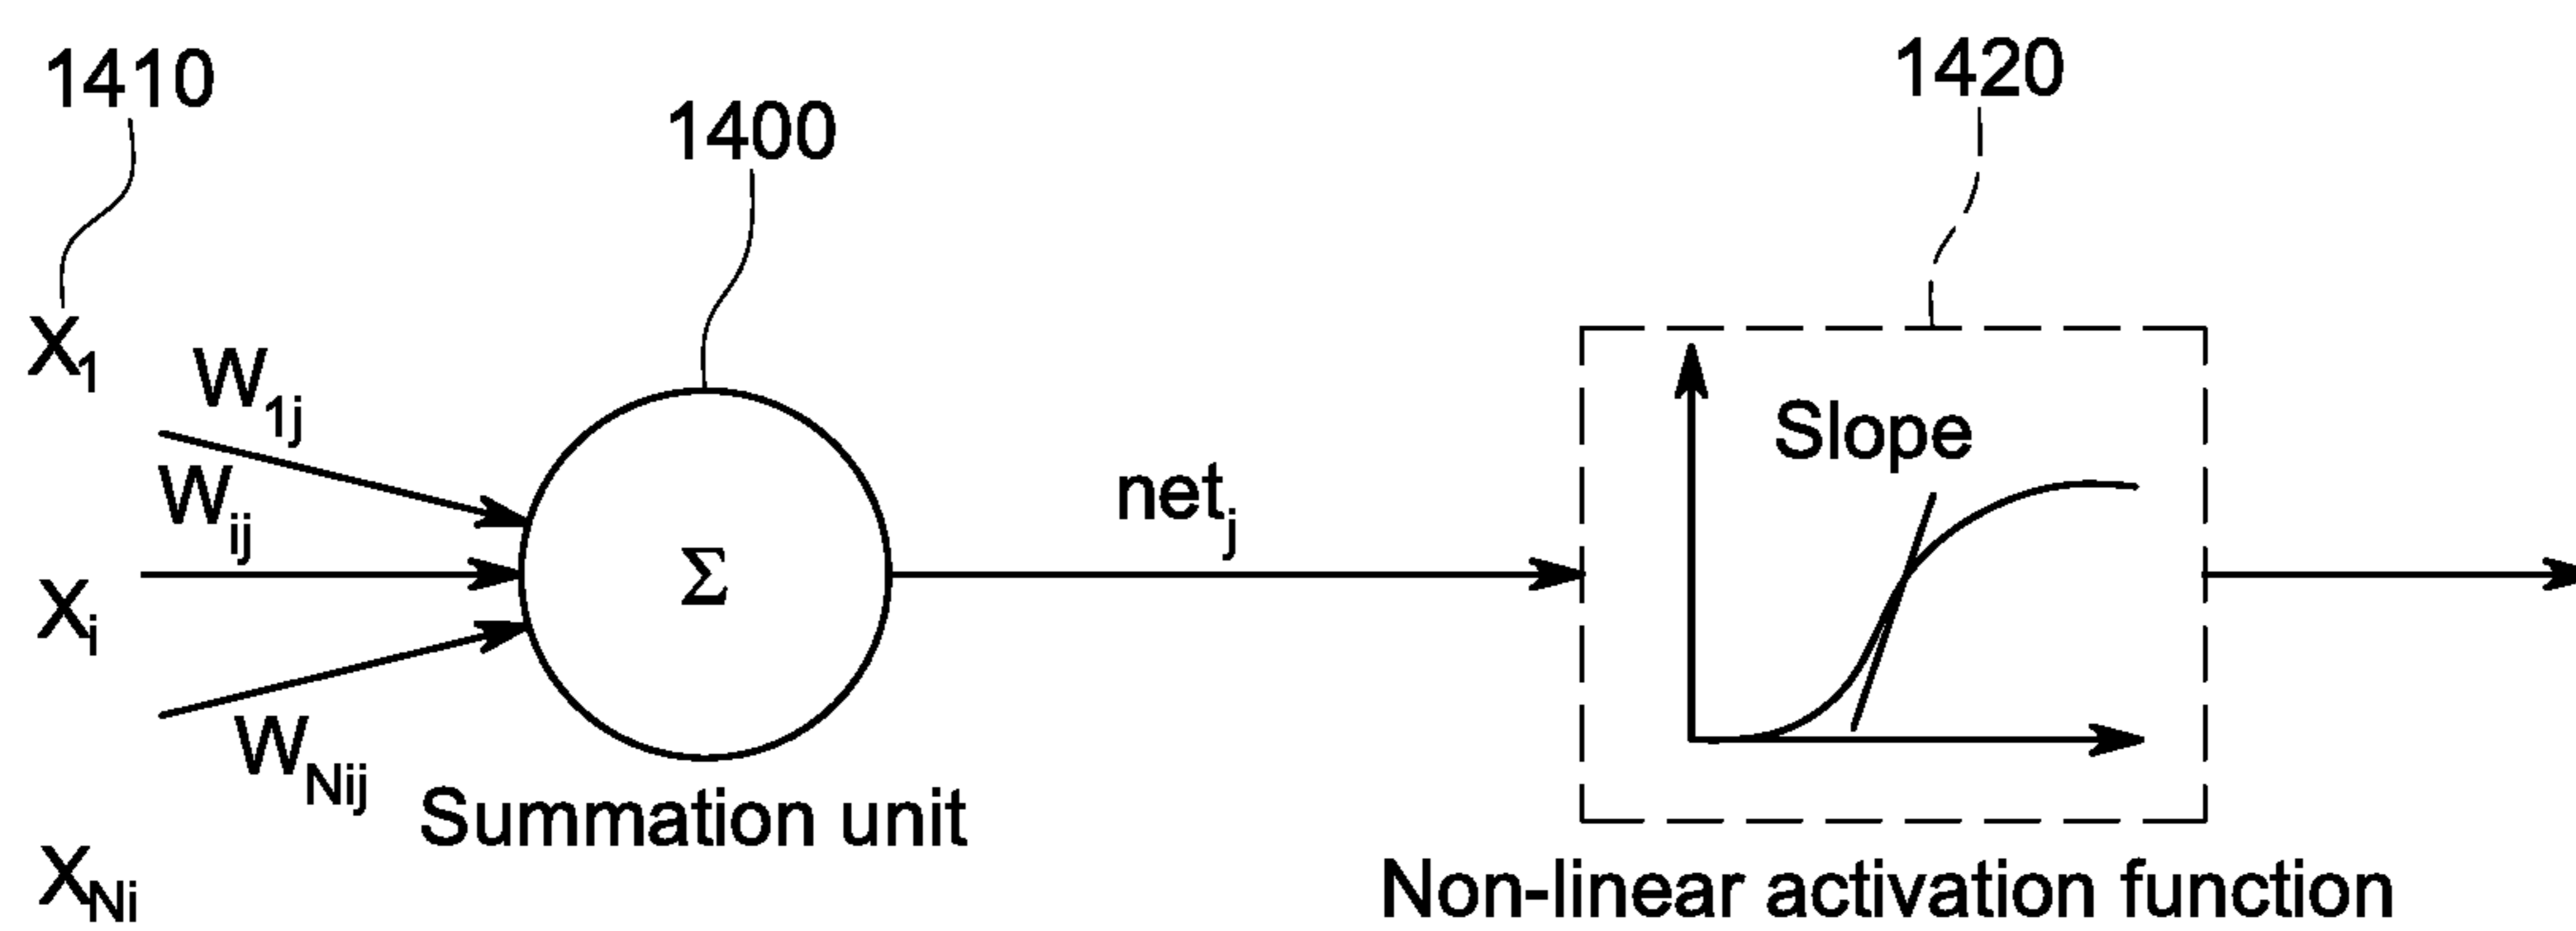 1410
1400
1420
X1
W1j
Wij
Xi
WNij
XNi
Σ
Summation unit
netj
Slope
Non-linear activation function